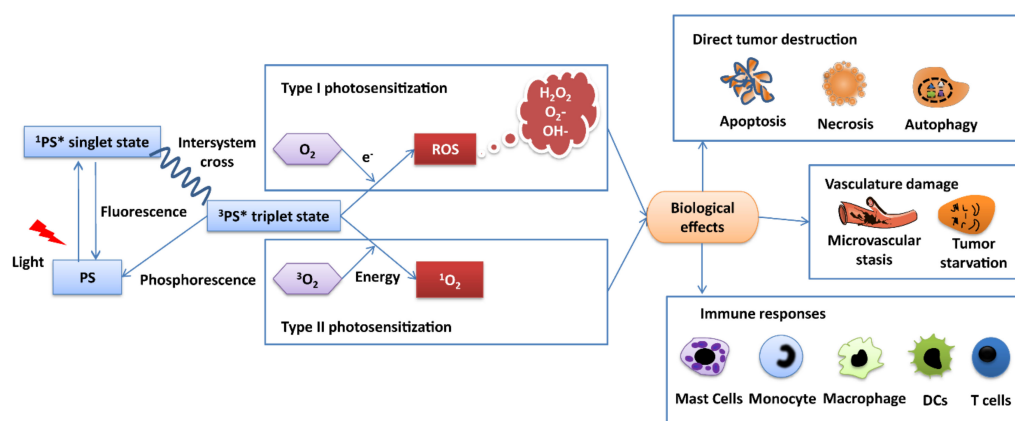 Direct tumor destruction
Apoptosis
Necrosis
Autophagy
Type I photosensitization
H₂O₂
O₂-
OH-
O₂
e⁻
ROS
¹PS* singlet state
Intersystem
cross
Fluorescence
³PS* triplet state
Light
PS
Phosphorescence
³O₂
Energy
¹O₂
Type II photosensitization
Biological
effects
Vasculature damage
Microvascular
stasis
Tumor
starvation
Immune responses
Mast Cells
Monocyte
Macrophage
DCs
T cells